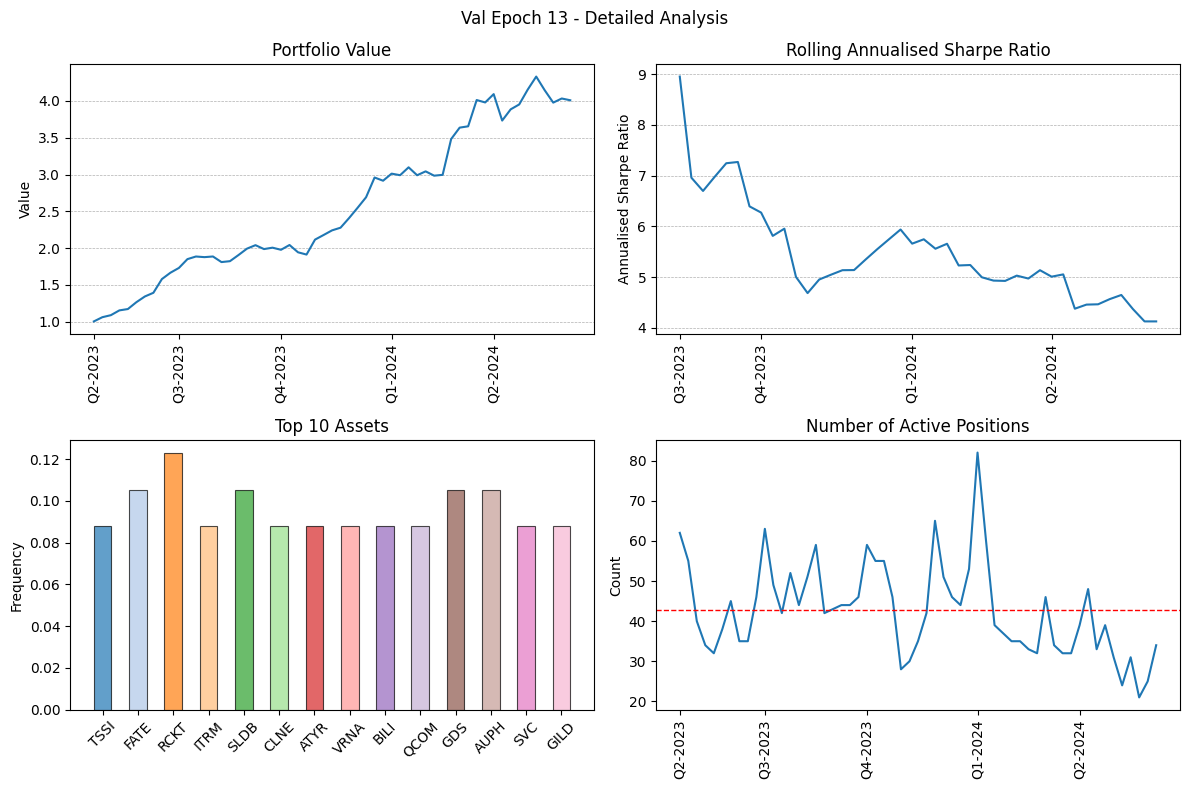 Val Epoch 13 - Detailed Analysis
Portfolio Value
Value
4.0
3.5
3.0
2.5
2.0
1.5
1.0
Q2-2023
Q3-2023
Q4-2023
Q1-2024
Q2-2024
Rolling Annualised Sharpe Ratio
Annualised Sharpe Ratio
9
8
7
6
5
4
Q3-2023
Q4-2023
Q1-2024
Q2-2024
Top 10 Assets
Frequency
0.12
0.10
0.08
0.06
0.04
0.02
0.00
TSSI
FATE
RCKT
ITRM
SLDB
CLNE
ATYR
VRNA
BILI
QCOM
GDS
AUPH
SVC
GILD
Number of Active Positions
Count
80
70
60
50
40
30
20
Q2-2023
Q3-2023
Q4-2023
Q1-2024
Q2-2024